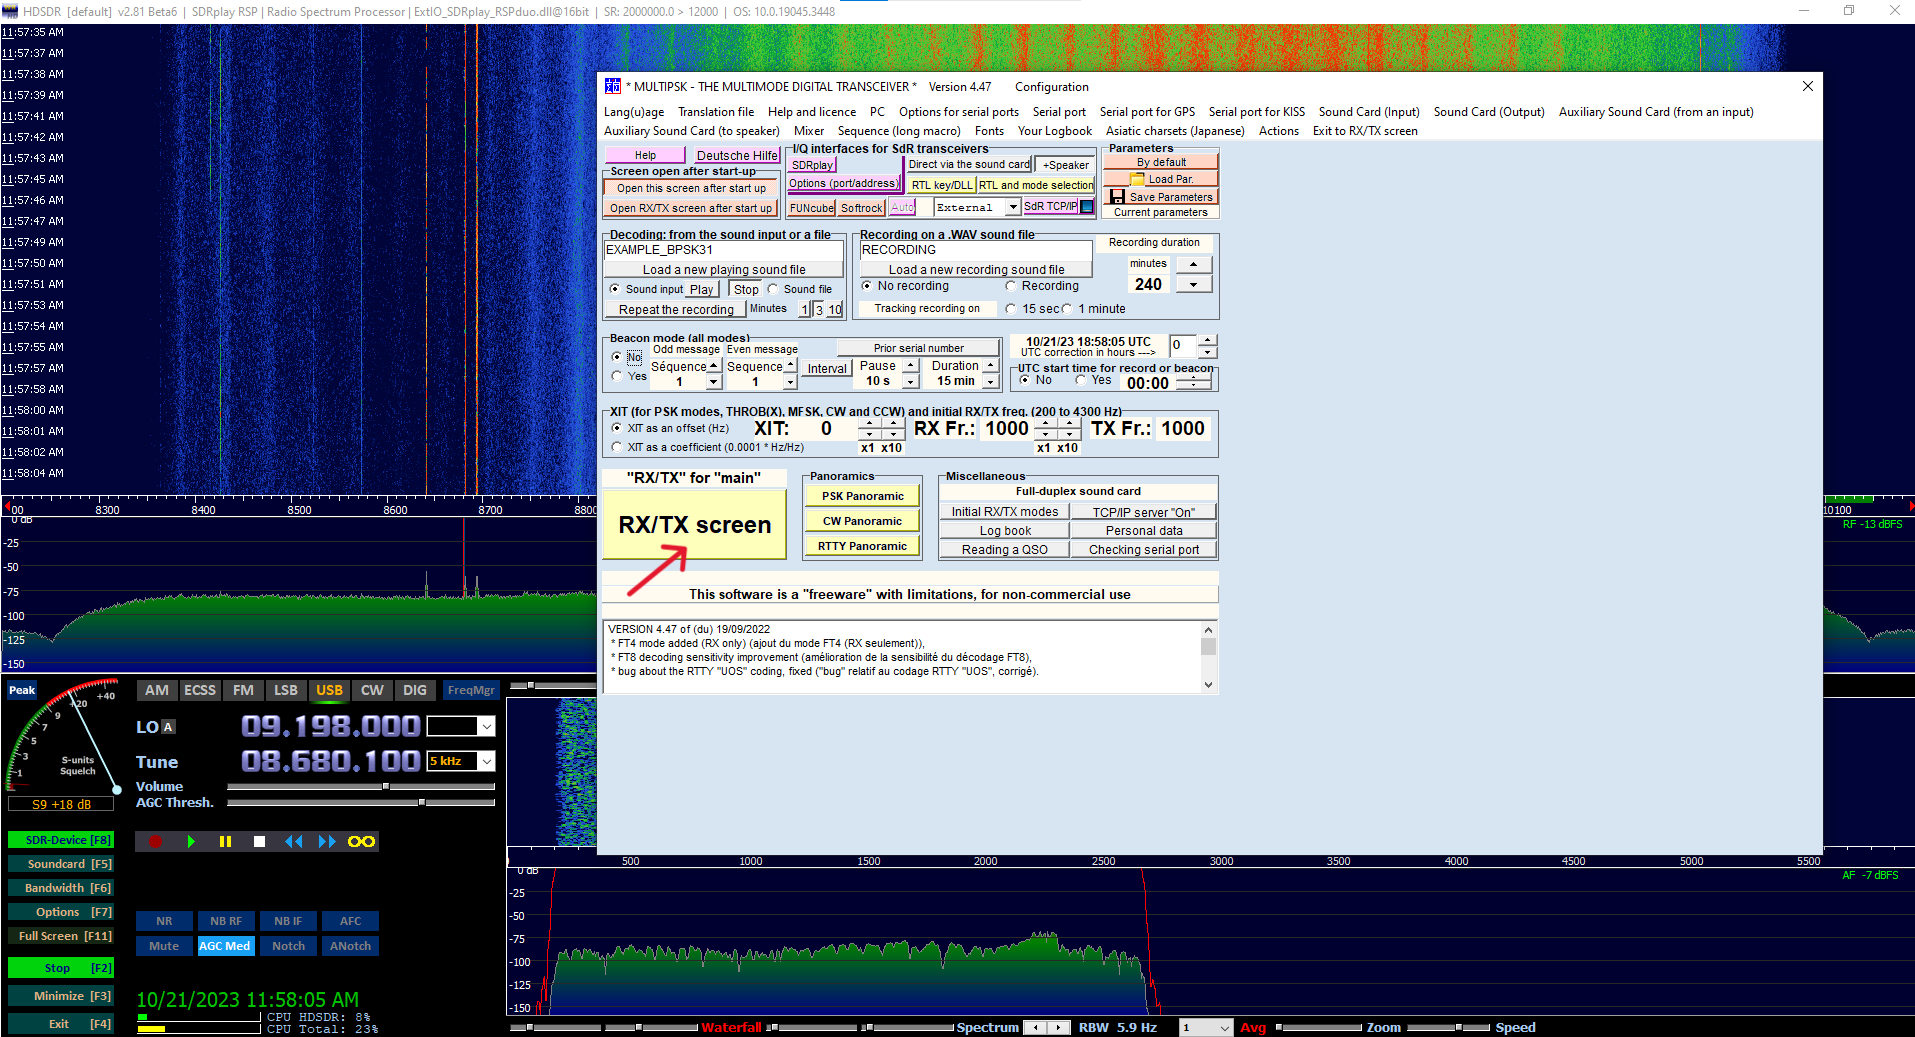 HDSDR [default] v2.81 Beta6 | SDRplay RSP | Radio Spectrum Processor | ExtIO_SDRplay_RSPduo.dll@16bit | SR: 2000000.0 > 12000 | OS: 10.0.19045.3448
11:57:35 AM
11:57:37 AM
11:57:38 AM
11:57:39 AM
11:57:41 AM
11:57:42 AM
11:57:43 AM
11:57:45 AM
11:57:46 AM
11:57:47 AM
11:57:49 AM
11:57:50 AM
11:57:51 AM
11:57:53 AM
11:57:54 AM
11:57:55 AM
11:57:57 AM
11:57:58 AM
11:58:00 AM
11:58:01 AM
11:58:02 AM
11:58:04 AM
* MULTIPSK - THE MULTIMODE DIGITAL TRANSCEIVER * Version 4.47 Configuration
Lang(u)age Translation file Help and licence PC Options for serial ports Serial port Serial port for GPS Serial port for KISS Sound Card (Input) Sound Card (Output) Auxiliary Sound Card (from an input)
Auxiliary Sound Card (to speaker) Mixer Sequence (long macro) Fonts Your Logbook Asiatic charsets (Japanese) Actions Exit to RX/TX screen
Help Deutsche Hilfe
Screen open after start-up
Open this screen after start up
Open RX/TX screen after start up
I/Q interfaces for SdR transceivers
SDRplay Direct via the sound card +Speaker
Options (port/address) RTL key/DLL RTL and mode selection
FUNcube Softrock Auto External SdR TCP/IP
Parameters
By default
Load Par.
Save Parameters
Current parameters
Decoding: from the sound input or a file
EXAMPLE_BPSK31
Load a new playing sound file
Sound input Play Stop Sound file
Repeat the recording Minutes 1 3 10
Recording on a .WAV sound file
RECORDING
Load a new recording sound file
No recording Recording
Tracking recording on 15 sec 1 minute
Recording duration
minutes
240
Beacon mode (all modes)
No
Yes
Odd message Even message Prior serial number
Séquence Sequence Interval Pause Duration
1 1 10 s 15 min
10/21/23 18:58:05 UTC
UTC correction in hours ---> 0
UTC start time for record or beacon
No Yes 00:00
XIT (for PSK modes, THROB(X), MFSK, CW and CCW) and initial RX/TX freq. (200 to 4300 Hz)
XIT as an offset (Hz) XIT: 0 RX Fr.: 1000 TX Fr.: 1000
XIT as a coefficient (0.0001 * Hz/Hz) x1 x10 x1 x10
"RX/TX" for "main"
RX/TX screen
Panoramics
PSK Panoramic
CW Panoramic
RTTY Panoramic
Miscellaneous
Full-duplex sound card
Initial RX/TX modes TCP/IP server "On"
Log book Personal data
Reading a QSO Checking serial port
This software is a "freeware" with limitations, for non-commercial use
VERSION 4.47 of (du) 19/09/2022
* FT4 mode added (RX only) (ajout du mode FT4 (RX seulement)),
* FT8 decoding sensitivity improvement (amélioration de la sensibilité du décodage FT8),
* bug about the RTTY "UOS" coding, fixed ("bug" relatif au codage RTTY "UOS", corrigé).
00 8300 8400 8500 8600 8700 8800 10100
0 dB
-25
-50
-75
-100
-125
-150
RF -13 dBFS
Peak
1 3 5 7 9 +20 +40
S-units
Squelch
S9 +18 dB
AM ECSS FM LSB USB CW DIG FreqMgr
LO A 09.198.000
Tune 08.680.100 5 kHz
Volume
AGC Thresh.
SDR-Device [F8]
Soundcard [F5]
Bandwidth [F6]
Options [F7]
Full Screen [F11]
Stop [F2]
Minimize [F3]
Exit [F4]
NR NB RF NB IF AFC
Mute AGC Med Notch ANotch
10/21/2023 11:58:05 AM
CPU HDSDR: 8%
CPU Total: 23%
500 1000 1500 2000 2500 3000 3500 4000 4500 5000 5500
0 dB
-25
-50
-75
-100
-125
-150
AF -7 dBFS
Waterfall Spectrum RBW 5.9 Hz 1 Avg Zoom Speed